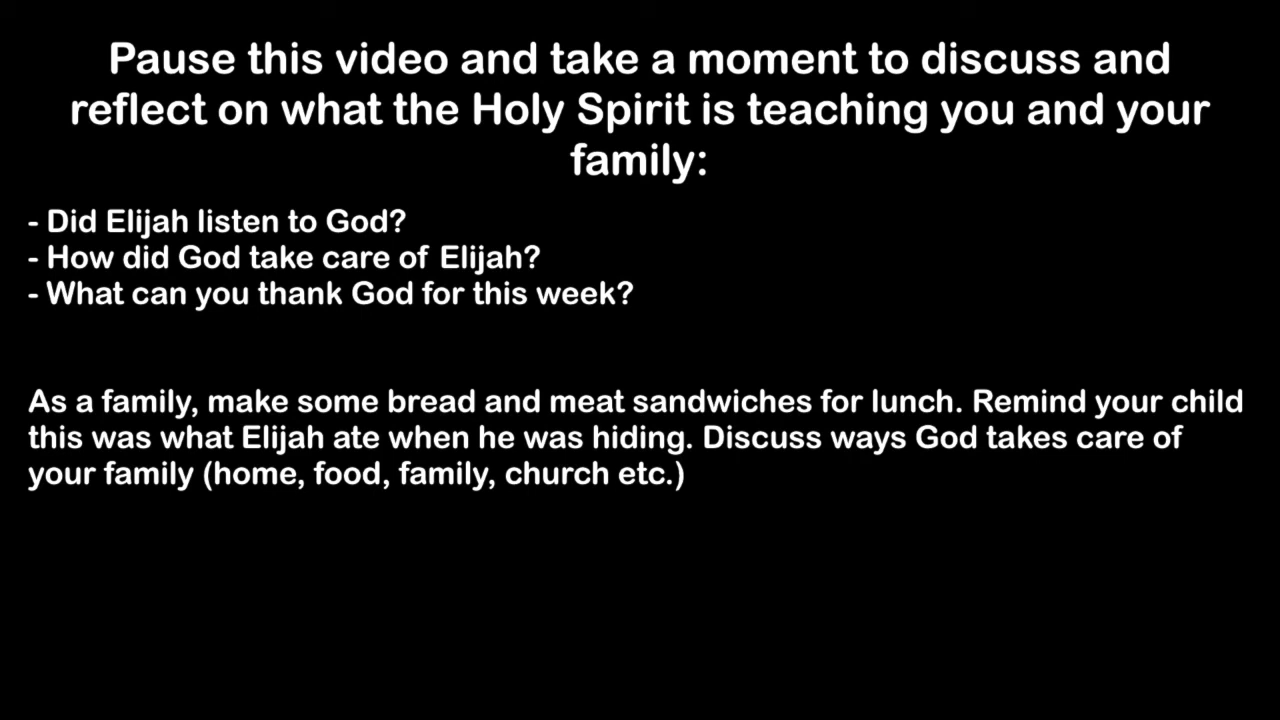 Pause this video and take a moment to discuss and
reflect on what the Holy Spirit is teaching you and your
family:
- Did Elijah listen to God?
- How did God take care of Elijah?
- What can you thank God for this week?
As a family, make some bread and meat sandwiches for lunch. Remind your child
this was what Elijah ate when he was hiding. Discuss ways God takes care of
your family (home, food, family, church etc.)